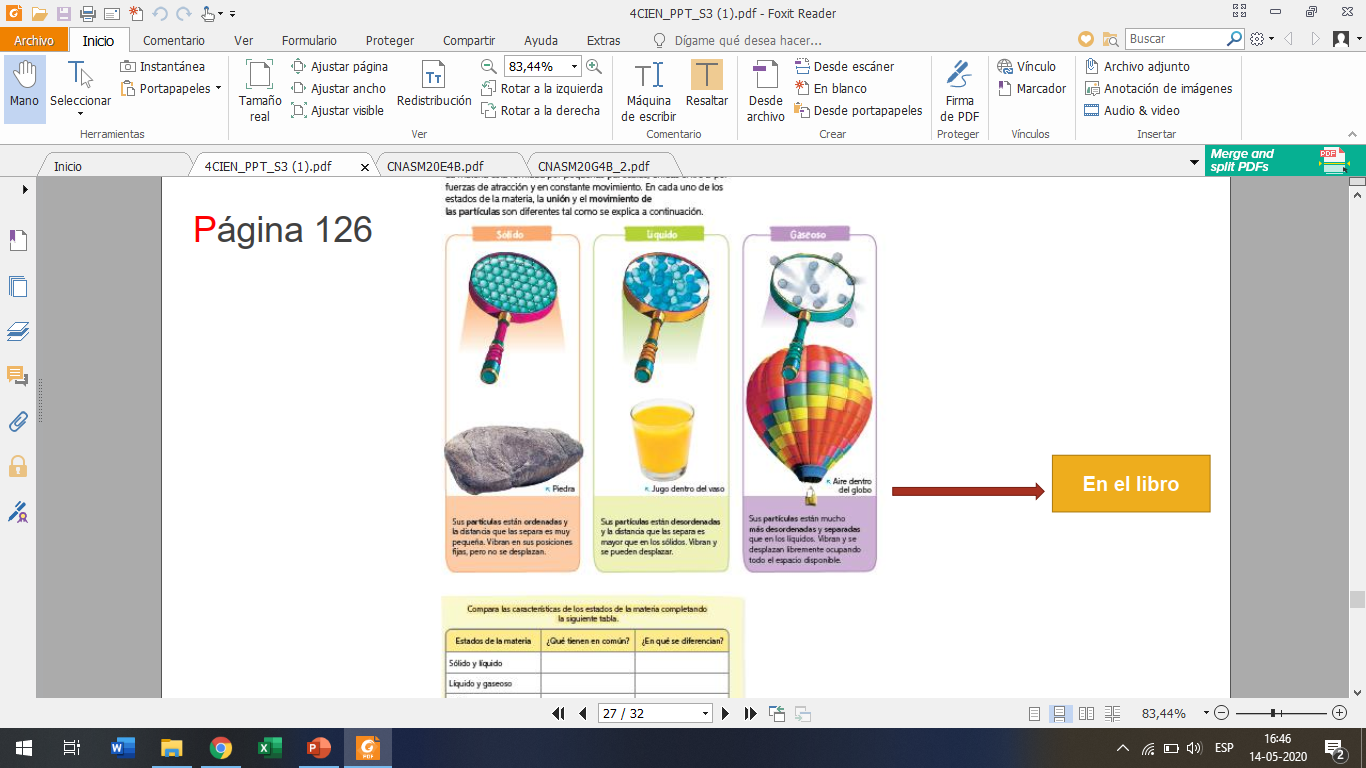 4CIEN_PPT_S3 (1).pdf - Foxit Reader
Archivo Inicio Comentario Ver Formulario Proteger Compartir Ayuda Extras Dígame qué desea hacer... Buscar
Mano
Seleccionar
Instantánea
Portapapeles
Herramientas
Tamaño
real
Ajustar página
Ajustar ancho
Ajustar visible
Redistribución
83,44%
Rotar a la izquierda
Rotar a la derecha
Ver
Máquina
de escribir
Resaltar
Comentario
Desde
archivo
Desde escáner
En blanco
Desde portapapeles
Crear
Firma
de PDF
Proteger
Vínculo
Marcador
Vínculos
Archivo adjunto
Anotación de imágenes
Audio & video
Insertar
Inicio 4CIEN_PPT_S3 (1).pdf CNASM20E4B.pdf CNASM20G4B_2.pdf
Merge and
split PDFs
PDF
Página 126
fuerzas de atracción y en constante movimiento. En cada uno de los
estados de la materia, la unión y el movimiento de
las partículas son diferentes tal como se explica a continuación.
Sólido
Piedra
Sus partículas están ordenadas y
la distancia que las separa es muy
pequeña. Vibran en sus posiciones
fijas, pero no se desplazan.
Líquido
Jugo dentro del vaso
Sus partículas están desordenadas
y la distancia que las separa es
mayor que en los sólidos. Vibran y
se pueden desplazar.
Gaseoso
Aire dentro
del globo
Sus partículas están mucho
más desordenadas y separadas
que en los líquidos. Vibran y se
desplazan libremente ocupando
todo el espacio disponible.
En el libro
Compara las características de los estados de la materia completando
la siguiente tabla.
Estados de la materia ¿Qué tienen en común? ¿En qué se diferencian?
Sólido y líquido
Líquido y gaseoso
27 / 32
83,44%
ESP
16:46
14-05-2020
2